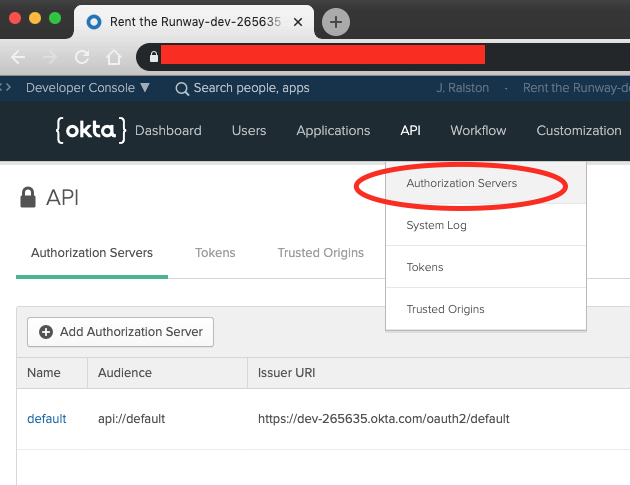 Rent the Runway-dev-265635
Developer Console ▼ Search people, apps J. Ralston · Rent the Runway-d
{okta} Dashboard Users Applications API Workflow Customization
Authorization Servers
System Log
Tokens
Trusted Origins
API
Authorization Servers Tokens Trusted Origins
Add Authorization Server
Name Audience Issuer URI
default api://default https://dev-265635.okta.com/oauth2/default